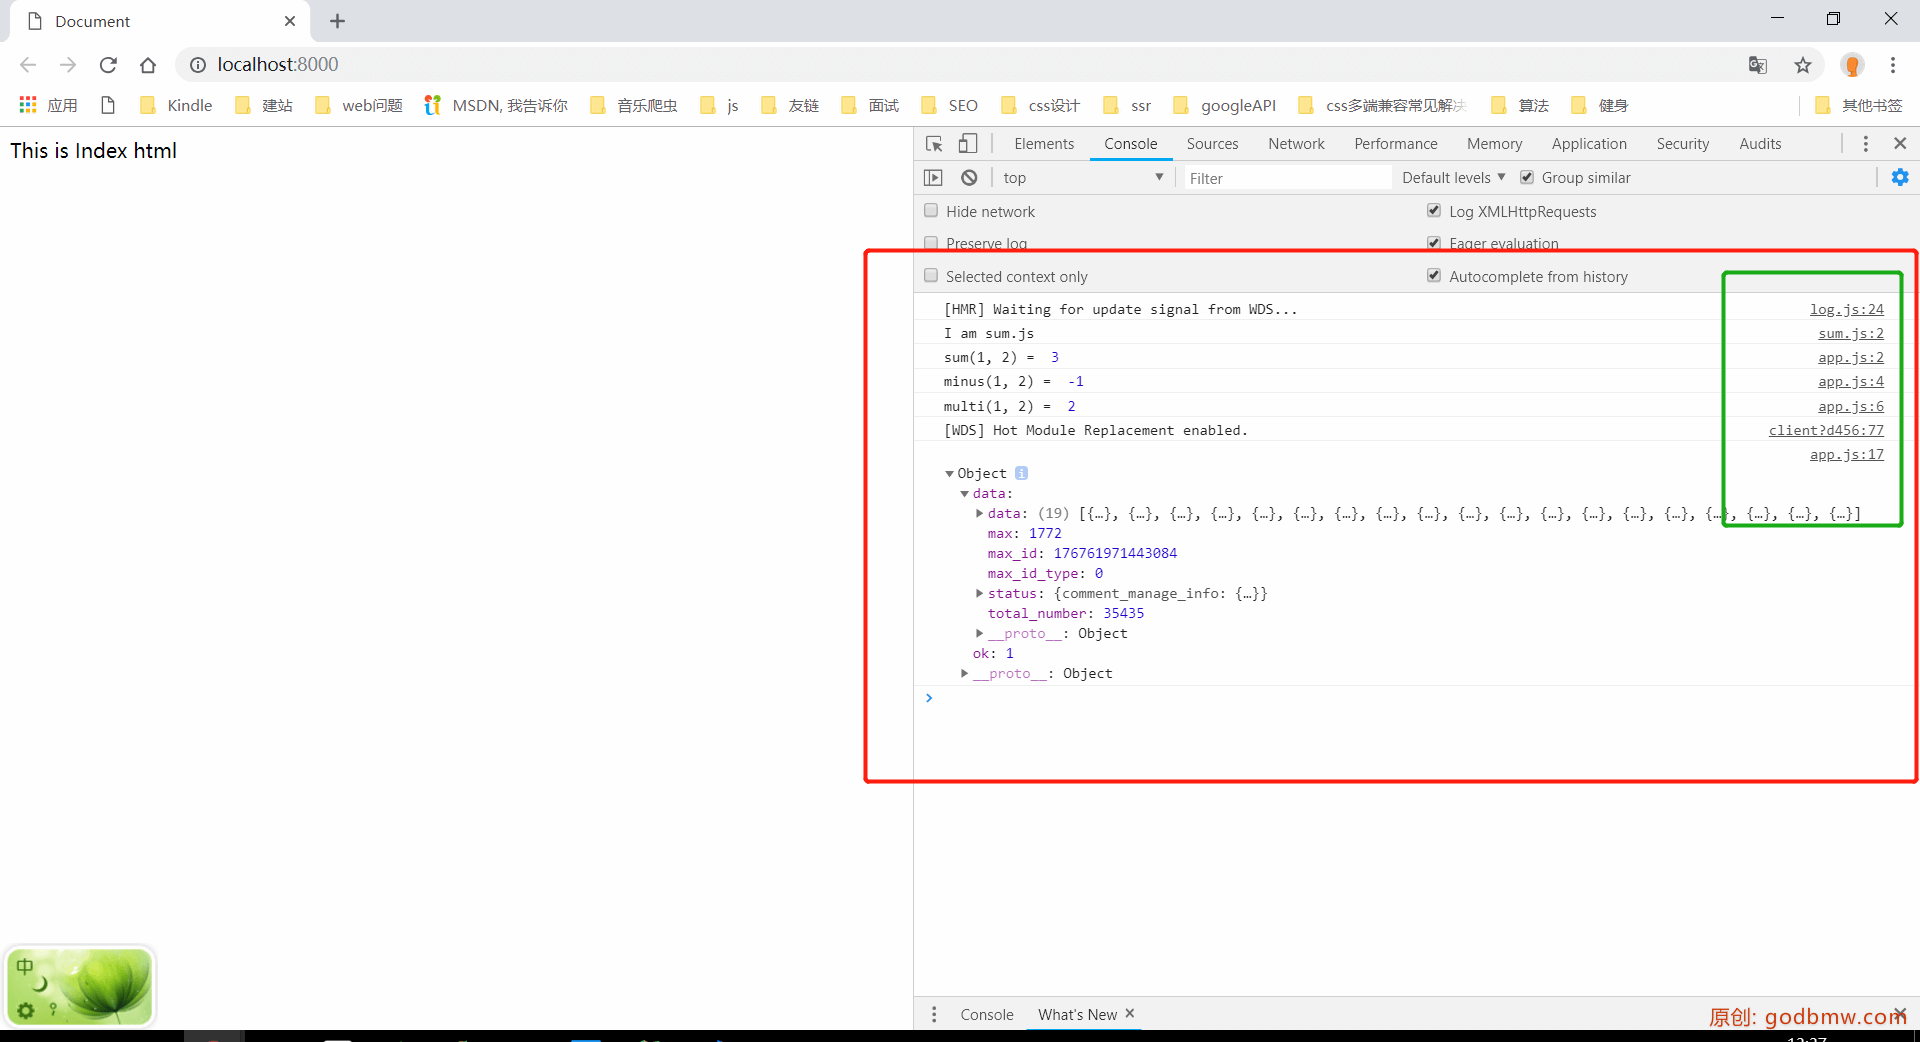 Document
localhost:8000
应用 Kindle 建站 web问题 MSDN, 我告诉你 音乐爬虫 js 友链 面试 SEO css设计 ssr googleAPI css多端兼容常见解决 算法 健身 其他书签
This is Index html
Elements Console Sources Network Performance Memory Application Security Audits
top Filter Default levels Group similar
Hide network Log XMLHttpRequests
Preserve log Eager evaluation
Selected context only Autocomplete from history
[HMR] Waiting for update signal from WDS... log.js:24
I am sum.js sum.js:2
sum(1, 2) = 3 app.js:2
minus(1, 2) = -1 app.js:4
multi(1, 2) = 2 app.js:6
[WDS] Hot Module Replacement enabled. client?d456:77
app.js:17
Object i
data:
data: (19) [{…}, {…}, {…}, {…}, {…}, {…}, {…}, {…}, {…}, {…}, {…}, {…}, {…}, {…}, {…}, {…}, {…}, {…}, {…}]
max: 1772
max_id: 176761971443084
max_id_type: 0
status: {comment_manage_info: {…}}
total_number: 35435
__proto__: Object
ok: 1
__proto__: Object
中
Console What's New
原创: godbmw.com